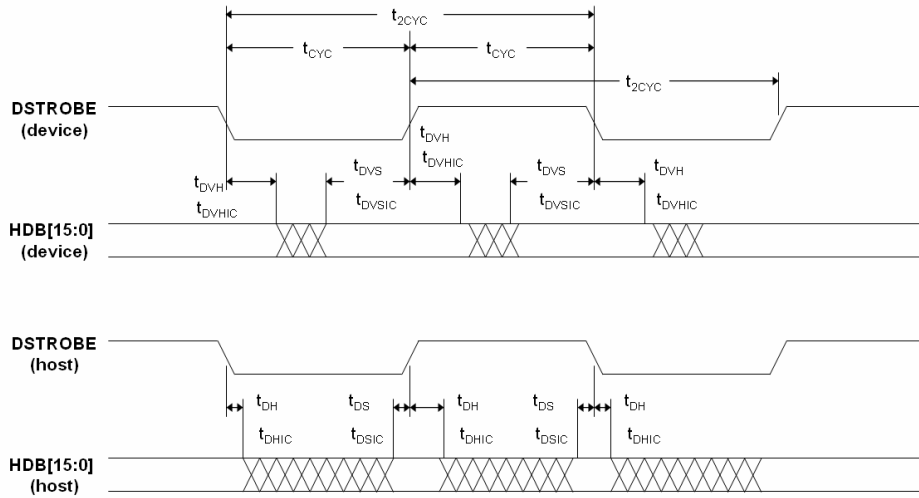 t2CYC
tCYC tCYC
t2CYC
DSTROBE
(device)
tDVH
tDVS tDVHIC tDVS tDVH
tDVH
tDVHIC tDVSIC tDVSIC tDVHIC
HDB[15:0]
(device)
DSTROBE
(host)
tDH tDS tDH tDS tDH
tDHIC tDSIC tDHIC tDSIC tDHIC
HDB[15:0]
(host)